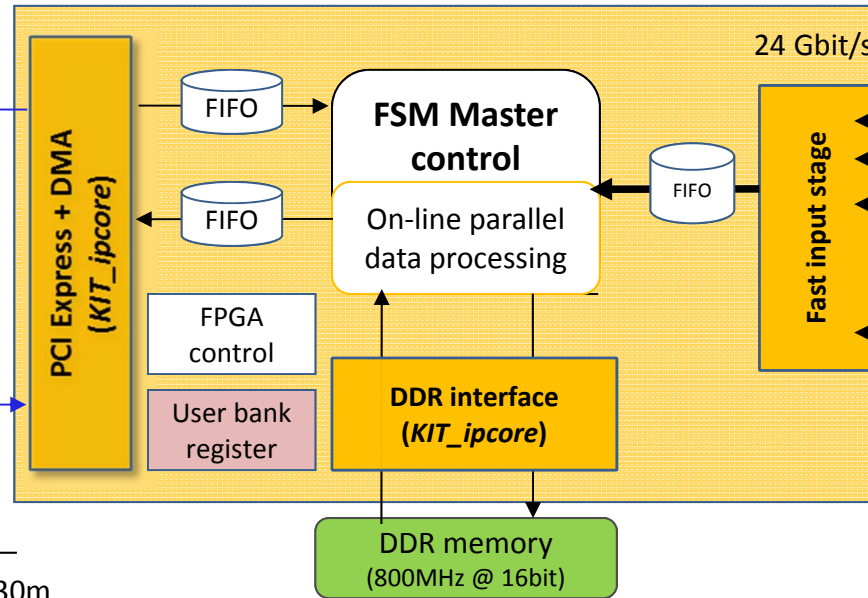 24 Gbit/s
PCI Express + DMA
(KIT_ipcore)
FIFO
FIFO
FSM Master
control
On-line parallel
data processing
FIFO
Fast input stage
FPGA
control
User bank
register
DDR interface
(KIT_ipcore)
DDR memory
(800MHz @ 16bit)
30m